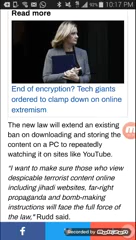 10:17 PM
Read more
End of encryption? Tech giants
ordered to clamp down on online
extremism
The new law will extend an existing
ban on downloading and storing the
content on a PC to repeatedly
watching it on sites like YouTube.
“I want to make sure those who view
despicable terrorist content online
including jihadi websites, far-right
propaganda and bomb-making
instructions will face the full force of
the law,” Rudd said.